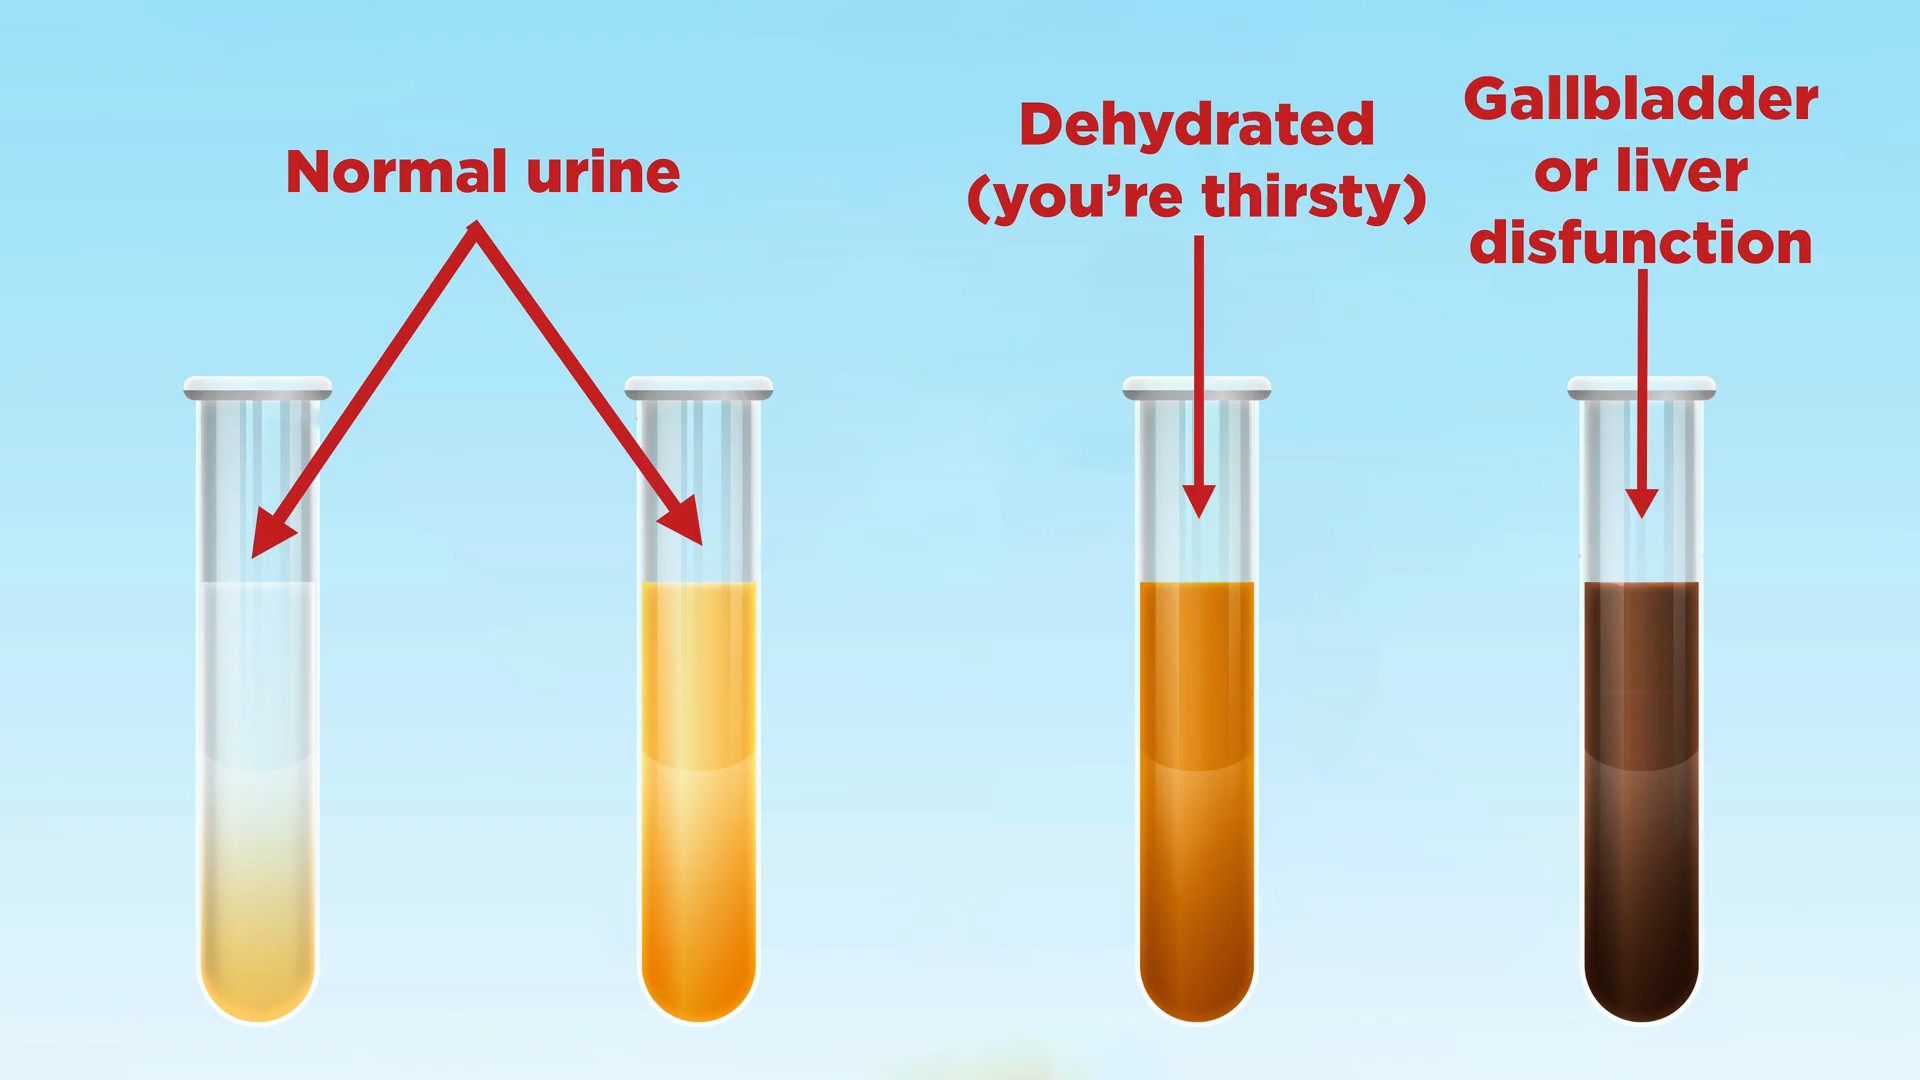 Normal urine
Dehydrated
(you’re thirsty)
Gallbladder
or liver
disfunction